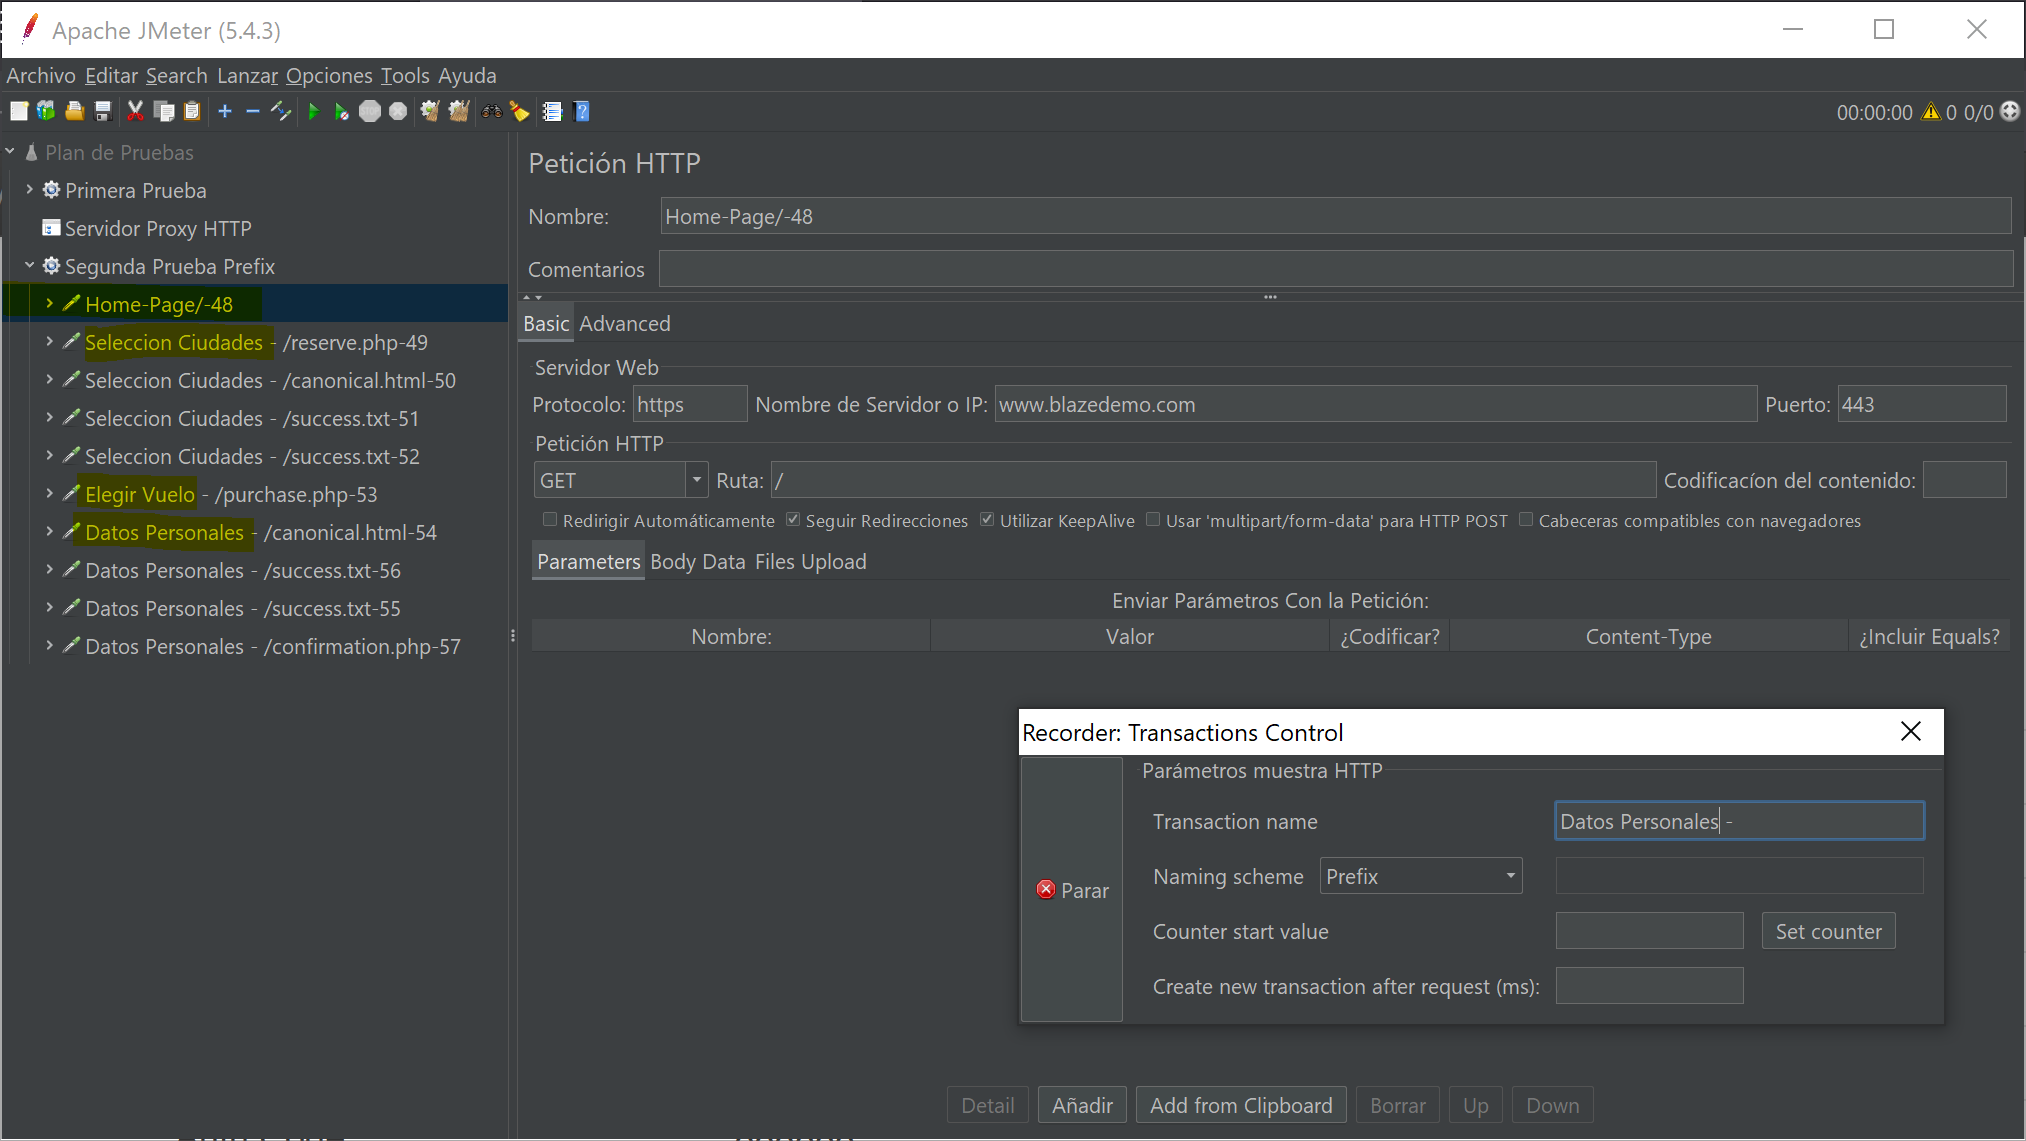 Apache JMeter (5.4.3)
Archivo Editar Search Lanzar Opciones Tools Ayuda
00:00:00 0 0/0
Plan de Pruebas
Primera Prueba
Servidor Proxy HTTP
Segunda Prueba Prefix
Home-Page/-48
Seleccion Ciudades - /reserve.php-49
Seleccion Ciudades - /canonical.html-50
Seleccion Ciudades - /success.txt-51
Seleccion Ciudades - /success.txt-52
Elegir Vuelo - /purchase.php-53
Datos Personales - /canonical.html-54
Datos Personales - /success.txt-56
Datos Personales - /success.txt-55
Datos Personales - /confirmation.php-57
Petición HTTP
Nombre: Home-Page/-48
Comentarios
Basic Advanced
Servidor Web
Protocolo: https Nombre de Servidor o IP: www.blazedemo.com Puerto: 443
Petición HTTP
GET Ruta: / Codificacíon del contenido:
Redirigir Automáticamente Seguir Redirecciones Utilizar KeepAlive Usar 'multipart/form-data' para HTTP POST Cabeceras compatibles con navegadores
Parameters Body Data Files Upload
Enviar Parámetros Con la Petición:
Nombre: Valor ¿Codificar? Content-Type ¿Incluir Equals?
Recorder: Transactions Control
Parar
Parámetros muestra HTTP
Transaction name Datos Personales -
Naming scheme Prefix
Counter start value Set counter
Create new transaction after request (ms):
Detail Añadir Add from Clipboard Borrar Up Down